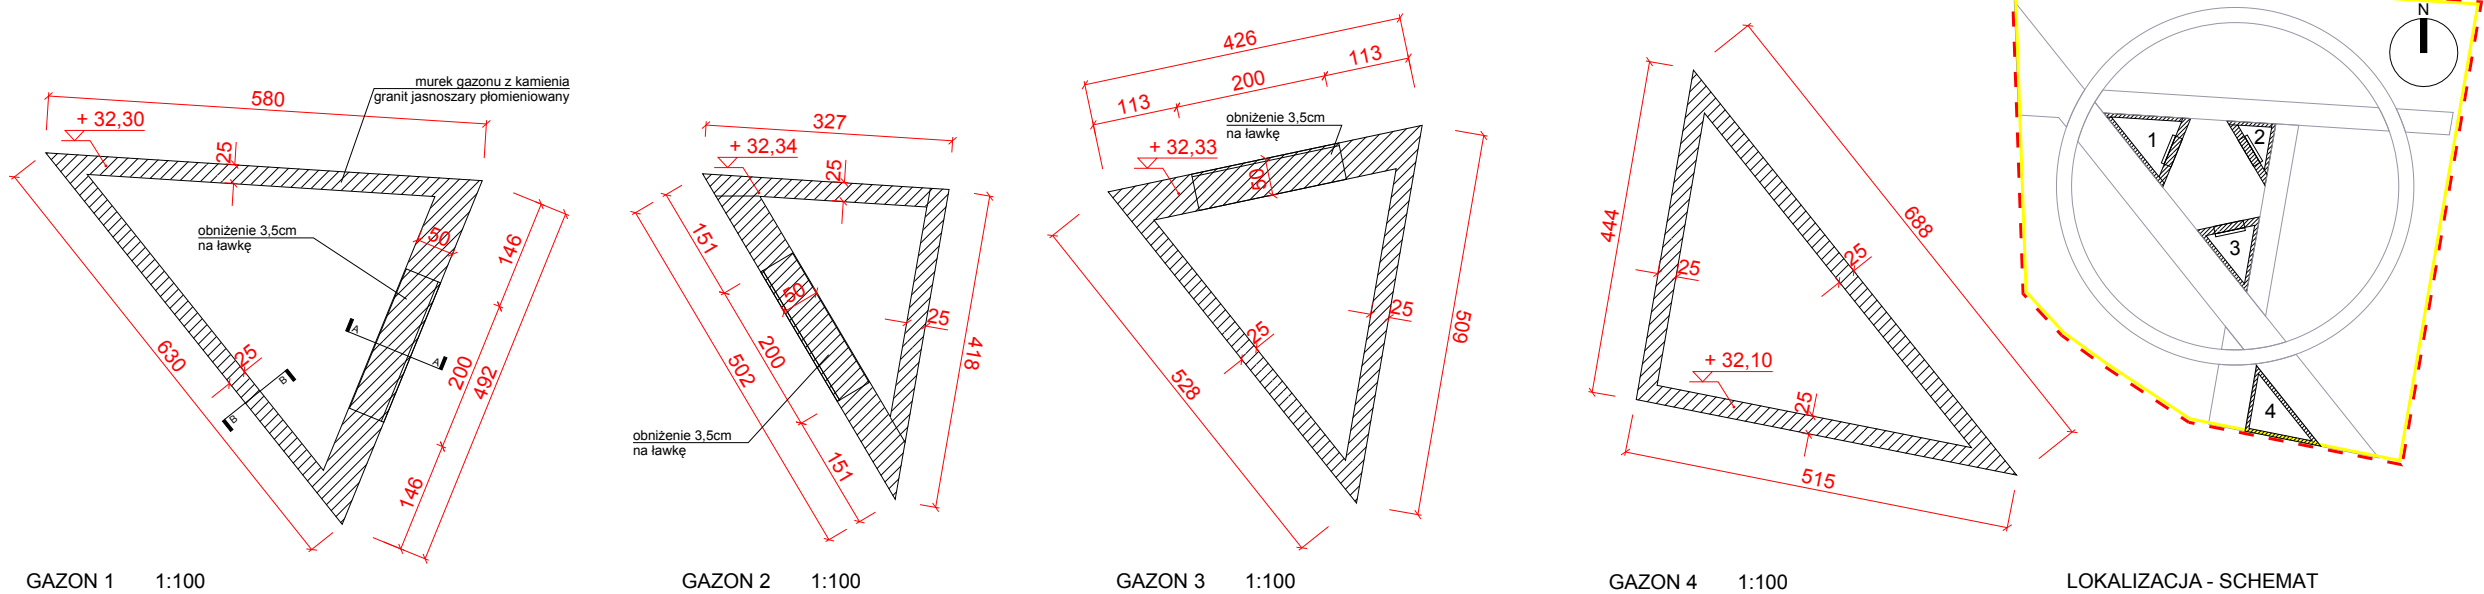 580
murek gazonu z kamienia
granit jasnoszary płomieniowany
+ 32,30
25
obniżenie 3,5cm
na ławkę
50
146
A
A
630
25
B
B
200
492
146
GAZON 1 1:100
327
+ 32,34
25
151
50
25
200
502
418
obniżenie 3,5cm
na ławkę
151
GAZON 2 1:100
426
113
200
113
obniżenie 3,5cm
na ławkę
+ 32,33
50
25
25
509
528
GAZON 3 1:100
444
688
25
25
+ 32,10
25
515
GAZON 4 1:100
N
1
2
3
4
LOKALIZACJA - SCHEMAT